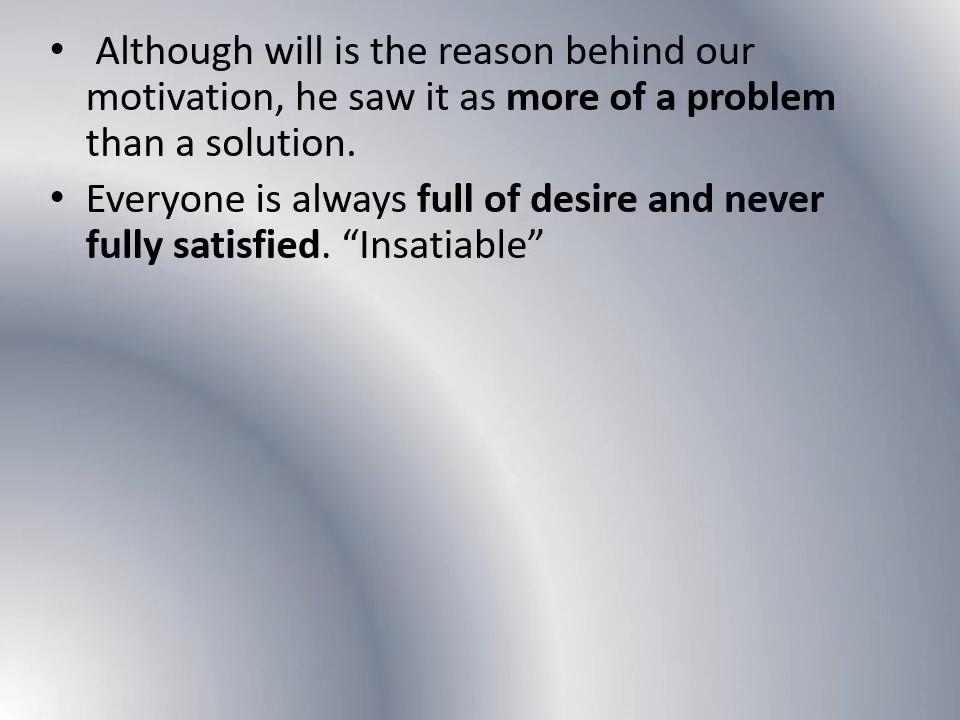 • Although will is the reason behind our
motivation, he saw it as more of a problem
than a solution.
• Everyone is always full of desire and never
fully satisfied. “Insatiable”